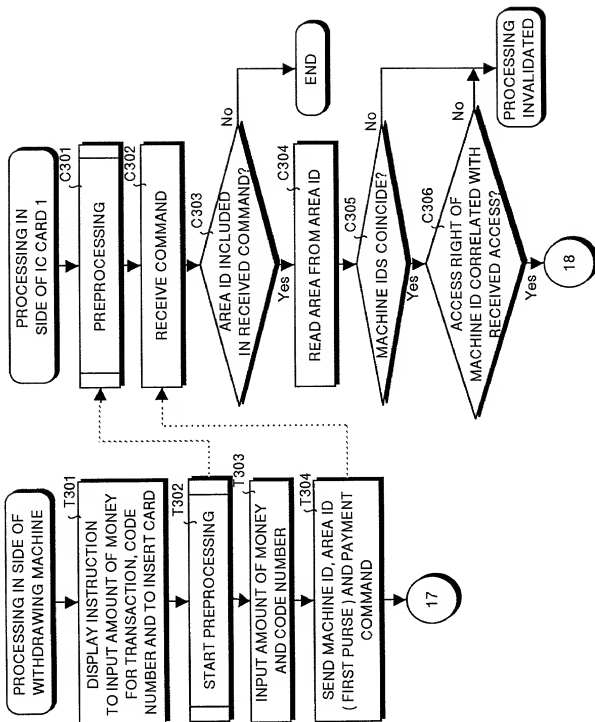 PROCESSING IN SIDE OF
WITHDRAWING MACHINE
T301
DISPLAY INSTRUCTION
TO INPUT AMOUNT OF MONEY
FOR TRANSACTION, CODE
NUMBER AND TO INSERT CARD
T302
START PREPROCESSING
T303
INPUT AMOUNT OF MONEY
AND CODE NUMBER
T304
SEND MACHINE ID, AREA ID
( FIRST PURSE ) AND PAYMENT
COMMAND
17
PROCESSING IN
SIDE OF IC CARD 1
C301
PREPROCESSING
C302
RECEIVE COMMAND
C303
AREA ID INCLUDED
IN RECEIVED COMMAND?
No
END
Yes
C304
READ AREA FROM AREA ID
C305
MACHINE IDS COINCIDE?
No
Yes
C306
ACCESS RIGHT OF
MACHINE ID CORRELATED WITH
RECEIVED ACCESS?
No
PROCESSING
INVALIDATED
Yes
18